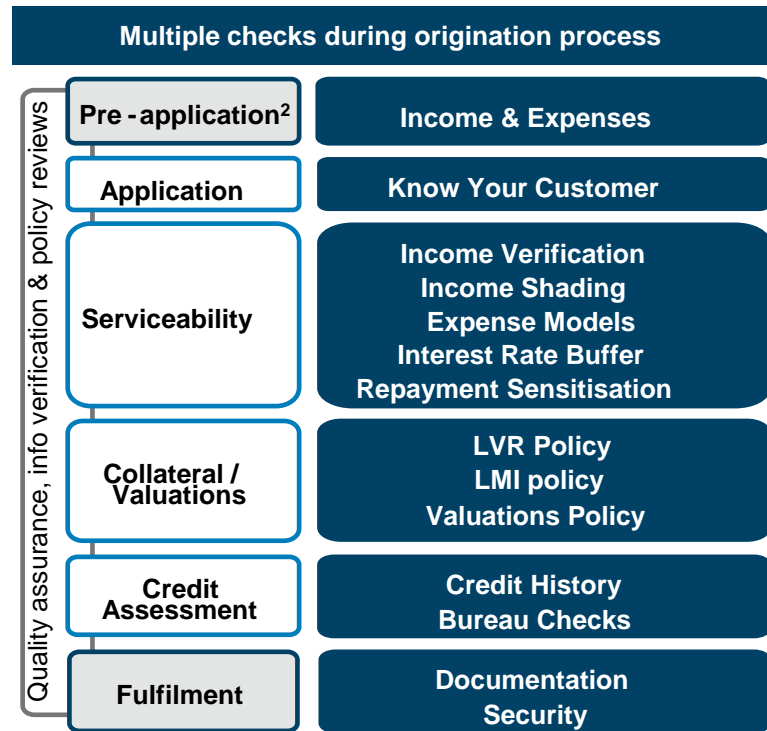 Multiple checks during origination process
Quality assurance, info verification & policy reviews
Pre - application²
Income & Expenses
Application
Know Your Customer
Serviceability
Income Verification
Income Shading
Expense Models
Interest Rate Buffer
Repayment Sensitisation
Collateral /
Valuations
LVR Policy
LMI policy
Valuations Policy
Credit
Assessment
Credit History
Bureau Checks
Fulfilment
Documentation
Security